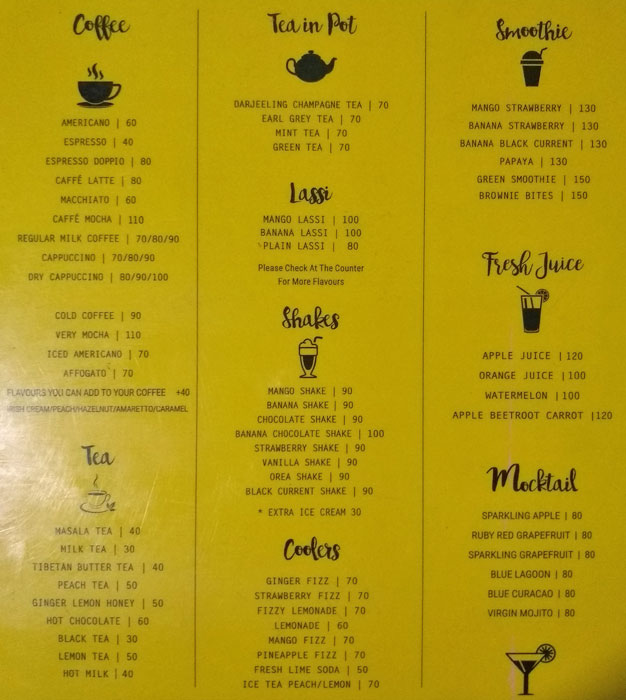 Coffee
AMERICANO | 60
ESPRESSO | 40
ESPRESSO DOPPIO | 80
CAFFÉ LATTE | 80
MACCHIATO | 60
CAFFÉ MOCHA | 110
REGULAR MILK COFFEE | 70/80/90
CAPPUCCINO | 70/80/90
DRY CAPPUCCINO | 80/90/100
COLD COFFEE | 90
VERY MOCHA | 110
ICED AMERICANO | 70
AFFOGATO | 70
FLAVOURS YOU CAN ADD TO YOUR COFFEE +40
IRISH CREAM/PEACH/HAZELNUT/AMARETTO/CARAMEL
Tea
MASALA TEA | 40
MILK TEA | 30
TIBETAN BUTTER TEA | 40
PEACH TEA | 50
GINGER LEMON HONEY | 50
HOT CHOCOLATE | 60
BLACK TEA | 30
LEMON TEA | 50
HOT MILK | 40
Tea in Pot
DARJEELING CHAMPAGNE TEA | 70
EARL GREY TEA | 70
MINT TEA | 70
GREEN TEA | 70
Lassi
MANGO LASSI | 100
BANANA LASSI | 100
PLAIN LASSI | 80
Please Check At The Counter
For More Flavours
Shakes
MANGO SHAKE | 90
BANANA SHAKE | 90
CHOCOLATE SHAKE | 90
BANANA CHOCOLATE SHAKE | 100
STRAWBERRY SHAKE | 90
VANILLA SHAKE | 90
OREA SHAKE | 90
BLACK CURRENT SHAKE | 90
* EXTRA ICE CREAM 30
Coolers
GINGER FIZZ | 70
STRAWBERRY FIZZ | 70
FIZZY LEMONADE | 70
LEMONADE | 60
MANGO FIZZ | 70
PINEAPPLE FIZZ | 70
FRESH LIME SODA | 50
ICE TEA PEACH/LEMON | 70
Smoothie
MANGO STRAWBERRY | 130
BANANA STRAWBERRY | 130
BANANA BLACK CURRENT | 130
PAPAYA | 130
GREEN SMOOTHIE | 150
BROWNIE BITES | 150
Fresh Juice
APPLE JUICE |120
ORANGE JUICE |100
WATERMELON |100
APPLE BEETROOT CARROT |120
Mocktail
SPARKLING APPLE | 80
RUBY RED GRAPEFRUIT | 80
SPARKLING GRAPEFRUIT | 80
BLUE LAGOON | 80
BLUE CURACAO | 80
VIRGIN MOJITO | 80